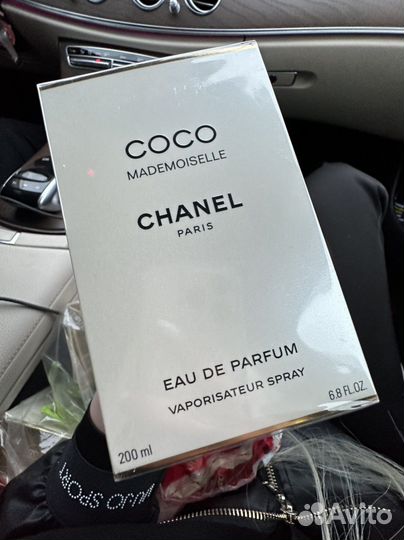 COCO
MADEMOISELLE
CHANEL
PARIS
EAU DE PARFUM
VAPORISATEUR SPRAY
200 ml
6.8 FL.OZ.
Avito